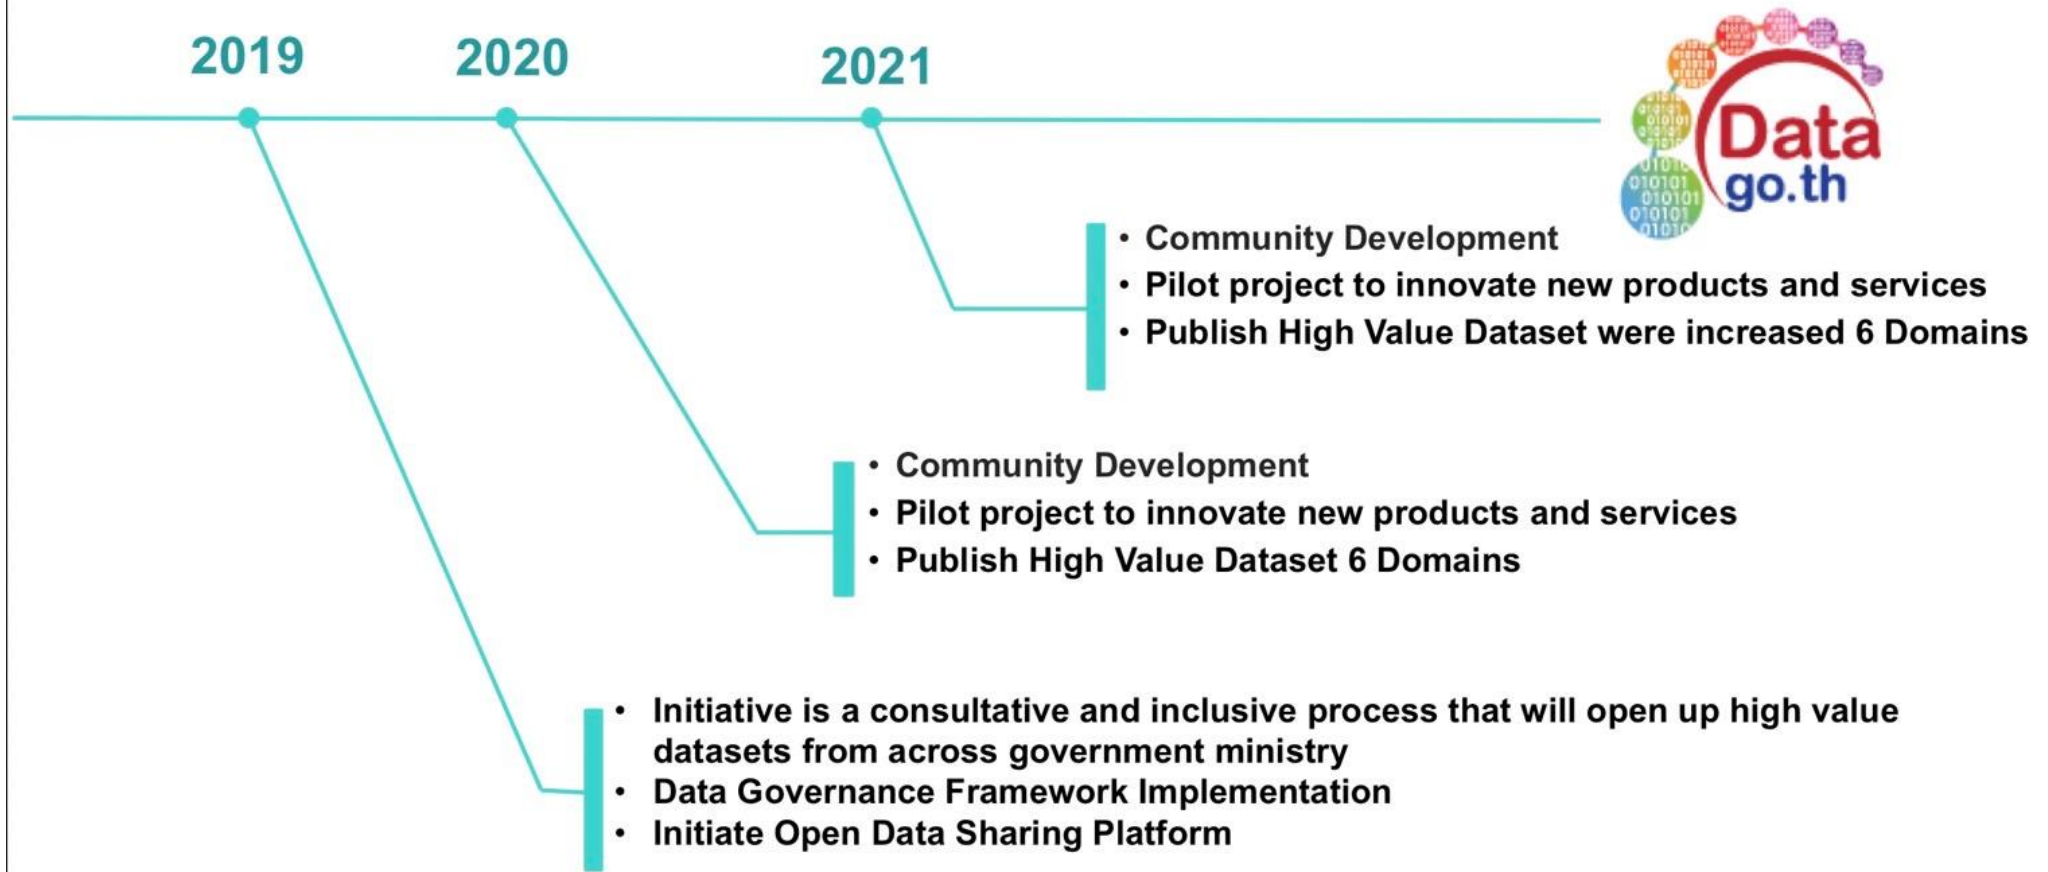 2019
2020
2021
Data
go.th
• Community Development
• Pilot project to innovate new products and services
• Publish High Value Dataset were increased 6 Domains
• Community Development
• Pilot project to innovate new products and services
• Publish High Value Dataset 6 Domains
• Initiative is a consultative and inclusive process that will open up high value
datasets from across government ministry
• Data Governance Framework Implementation
• Initiate Open Data Sharing Platform